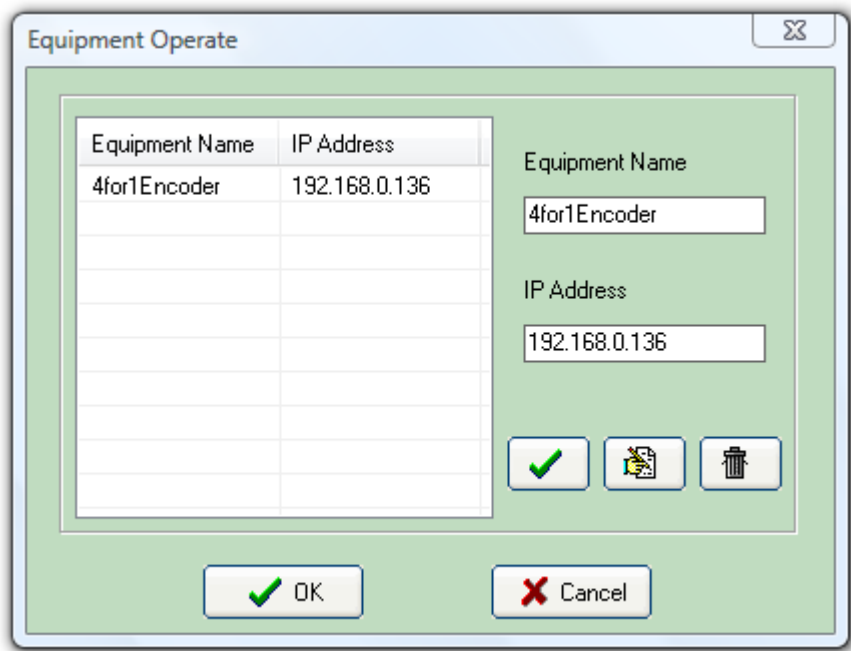 Equipment Operate
Equipment Name IP Address
4for1Encoder 192.168.0.136
Equipment Name
4for1Encoder
IP Address
192.168.0.136
OK Cancel